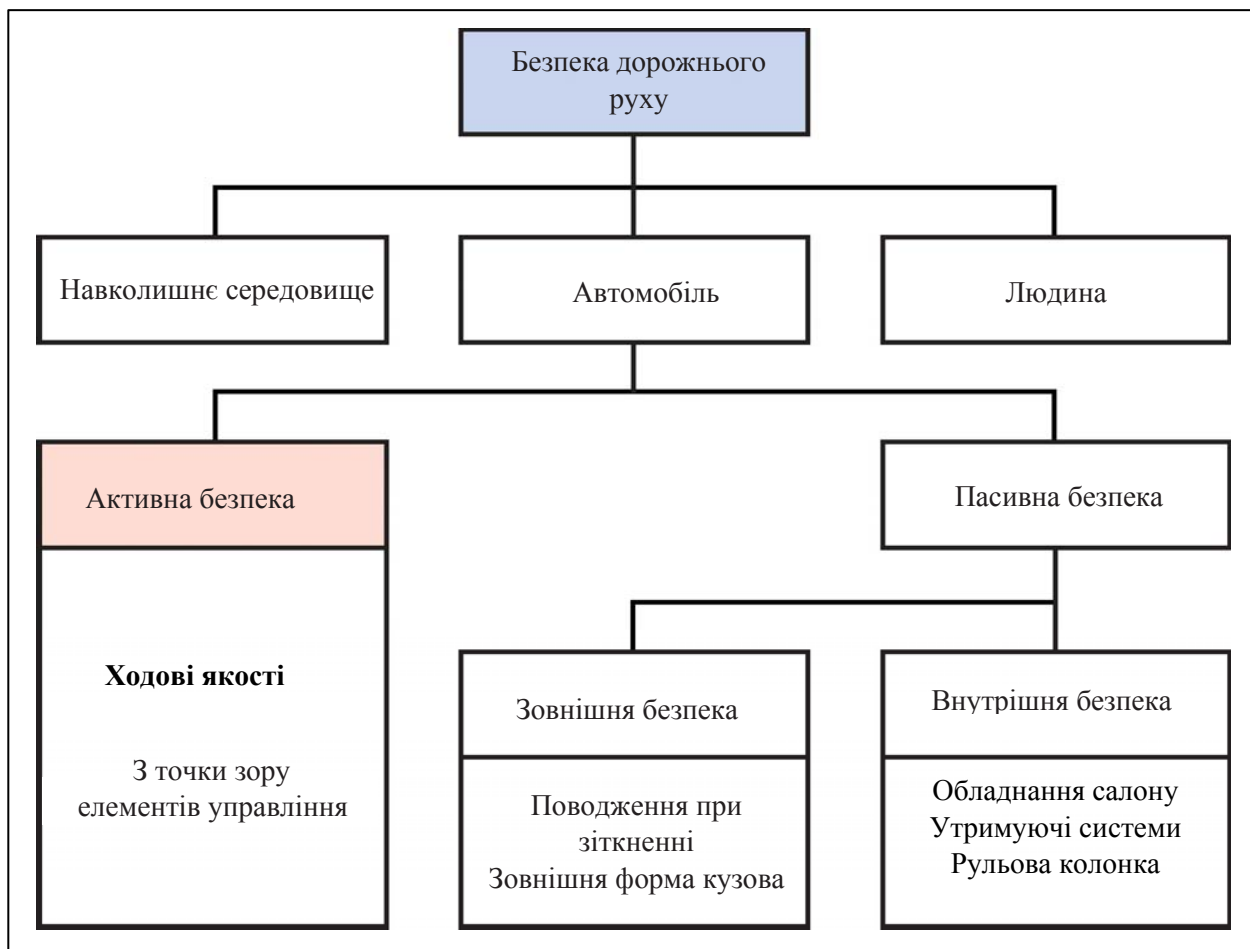 Безпека дорожнього
руху
Навколишнє середовище
Автомобіль
Людина
Активна безпека
Пасивна безпека
Ходові якості
З точки зору
елементів управління
Зовнішня безпека
Поводження при
зіткненні
Зовнішня форма кузова
Внутрішня безпека
Обладнання салону
Утримуючі системи
Рульова колонка